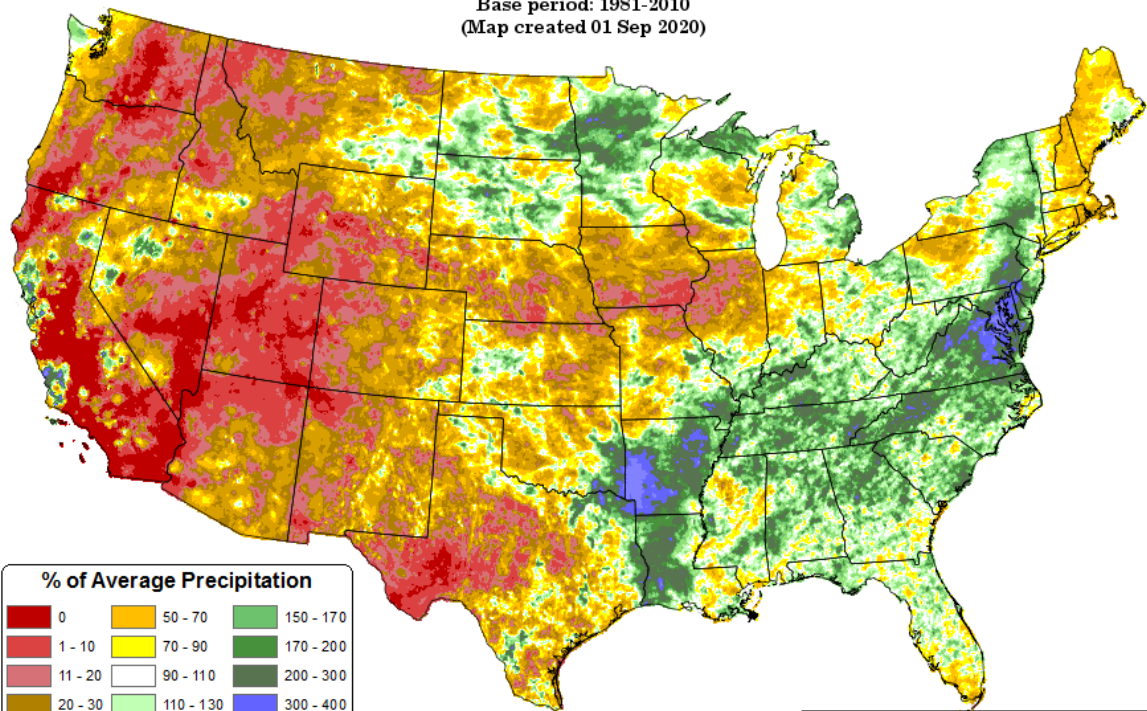 Base period: 1981-2010
(Map created 01 Sep 2020)
% of Average Precipitation
0 50 - 70 150 - 170
1 - 10 70 - 90 170 - 200
11 - 20 90 - 110 200 - 300
20 - 30 110 - 130 300 - 400